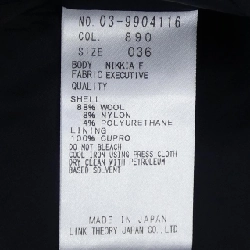 NO. 03-9904116
COL. 890
SIZE 036
BODY NIKKIA F
FABRIC EXECUTIVE
QUALITY
SHELL
88% WOOL
8% NYLON
4% POLYURETHANE
LINING
100% CUPRO
DO NOT BLEACH
COOL IRON USING PRESS CLOTH
DRY CLEAN WITH PETROLEUM
BASED SOLVENT
MADE IN JAPAN
LINK THEORY JAPAN CO., LTD